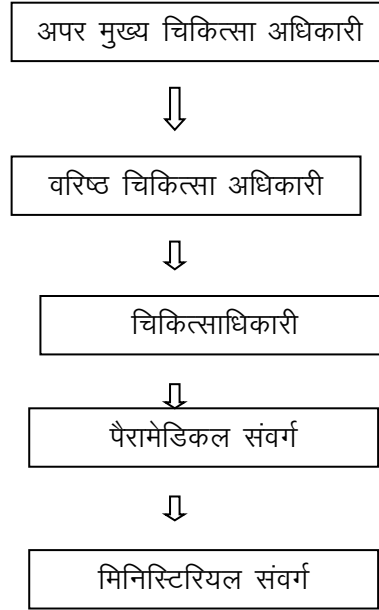 अपर मुख्य चिकित्सा अधिकारी
वरिष्ठ चिकित्सा अधिकारी
चिकित्साधिकारी
पैरामेडिकल संवर्ग
मिनिस्टिरियल संवर्ग